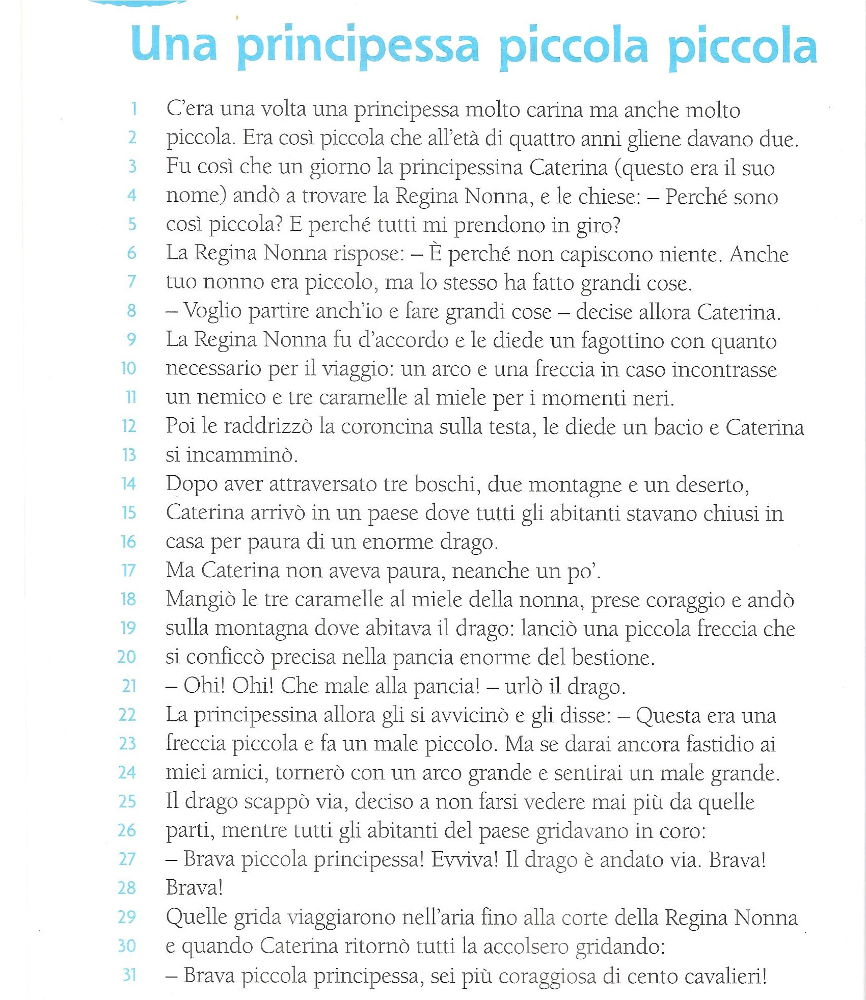 Una principessa piccola piccola
1 C'era una volta una principessa molto carina ma anche molto
2 piccola. Era così piccola che all'età di quattro anni gliene davano due.
3 Fu così che un giorno la principessina Caterina (questo era il suo
4 nome) andò a trovare la Regina Nonna, e le chiese: – Perché sono
5 così piccola? E perché tutti mi prendono in giro?
6 La Regina Nonna rispose: – È perché non capiscono niente. Anche
7 tuo nonno era piccolo, ma lo stesso ha fatto grandi cose.
8 – Voglio partire anch'io e fare grandi cose – decise allora Caterina.
9 La Regina Nonna fu d'accordo e le diede un fagottino con quanto
10 necessario per il viaggio: un arco e una freccia in caso incontrasse
11 un nemico e tre caramelle al miele per i momenti neri.
12 Poi le raddrizzò la coroncina sulla testa, le diede un bacio e Caterina
13 si incamminò.
14 Dopo aver attraversato tre boschi, due montagne e un deserto,
15 Caterina arrivò in un paese dove tutti gli abitanti stavano chiusi in
16 casa per paura di un enorme drago.
17 Ma Caterina non aveva paura, neanche un po'.
18 Mangiò le tre caramelle al miele della nonna, prese coraggio e andò
19 sulla montagna dove abitava il drago: lanciò una piccola freccia che
20 si conficcò precisa nella pancia enorme del bestione.
21 – Ohi! Ohi! Che male alla pancia! – urlò il drago.
22 La principessina allora gli si avvicinò e gli disse: – Questa era una
23 freccia piccola e fa un male piccolo. Ma se darai ancora fastidio ai
24 miei amici, tornerò con un arco grande e sentirai un male grande.
25 Il drago scappò via, deciso a non farsi vedere mai più da quelle
26 parti, mentre tutti gli abitanti del paese gridavano in coro:
27 – Brava piccola principessa! Evviva! Il drago è andato via. Brava!
28 Brava!
29 Quelle grida viaggiarono nell'aria fino alla corte della Regina Nonna
30 e quando Caterina ritornò tutti la accolsero gridando:
31 – Brava piccola principessa, sei più coraggiosa di cento cavalieri!